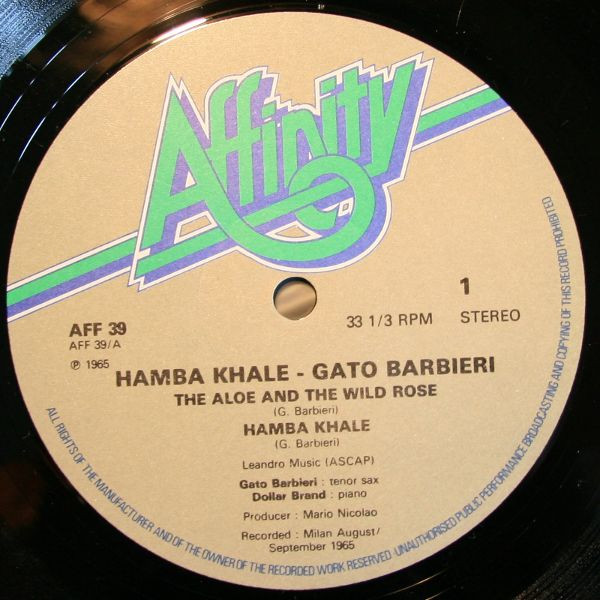 Affinity
AFF 39
AFF 39/A
℗ 1965
33 1/3 RPM
1
STEREO
HAMBA KHALE - GATO BARBIERI
THE ALOE AND THE WILD ROSE
(G. Barbieri)
HAMBA KHALE
(G. Barbieri)
Leandro Music (ASCAP)
Gato Barbieri : tenor sax
Dollar Brand : piano
Producer : Mario Nicolao
Recorded : Milan August/
September 1965
ALL RIGHTS OF THE MANUFACTURER AND OF THE OWNER OF THE RECORDED WORK RESERVED - UNAUTHORISED PUBLIC PERFORMANCE BROADCASTING AND COPYING OF THIS RECORD PROHIBITED